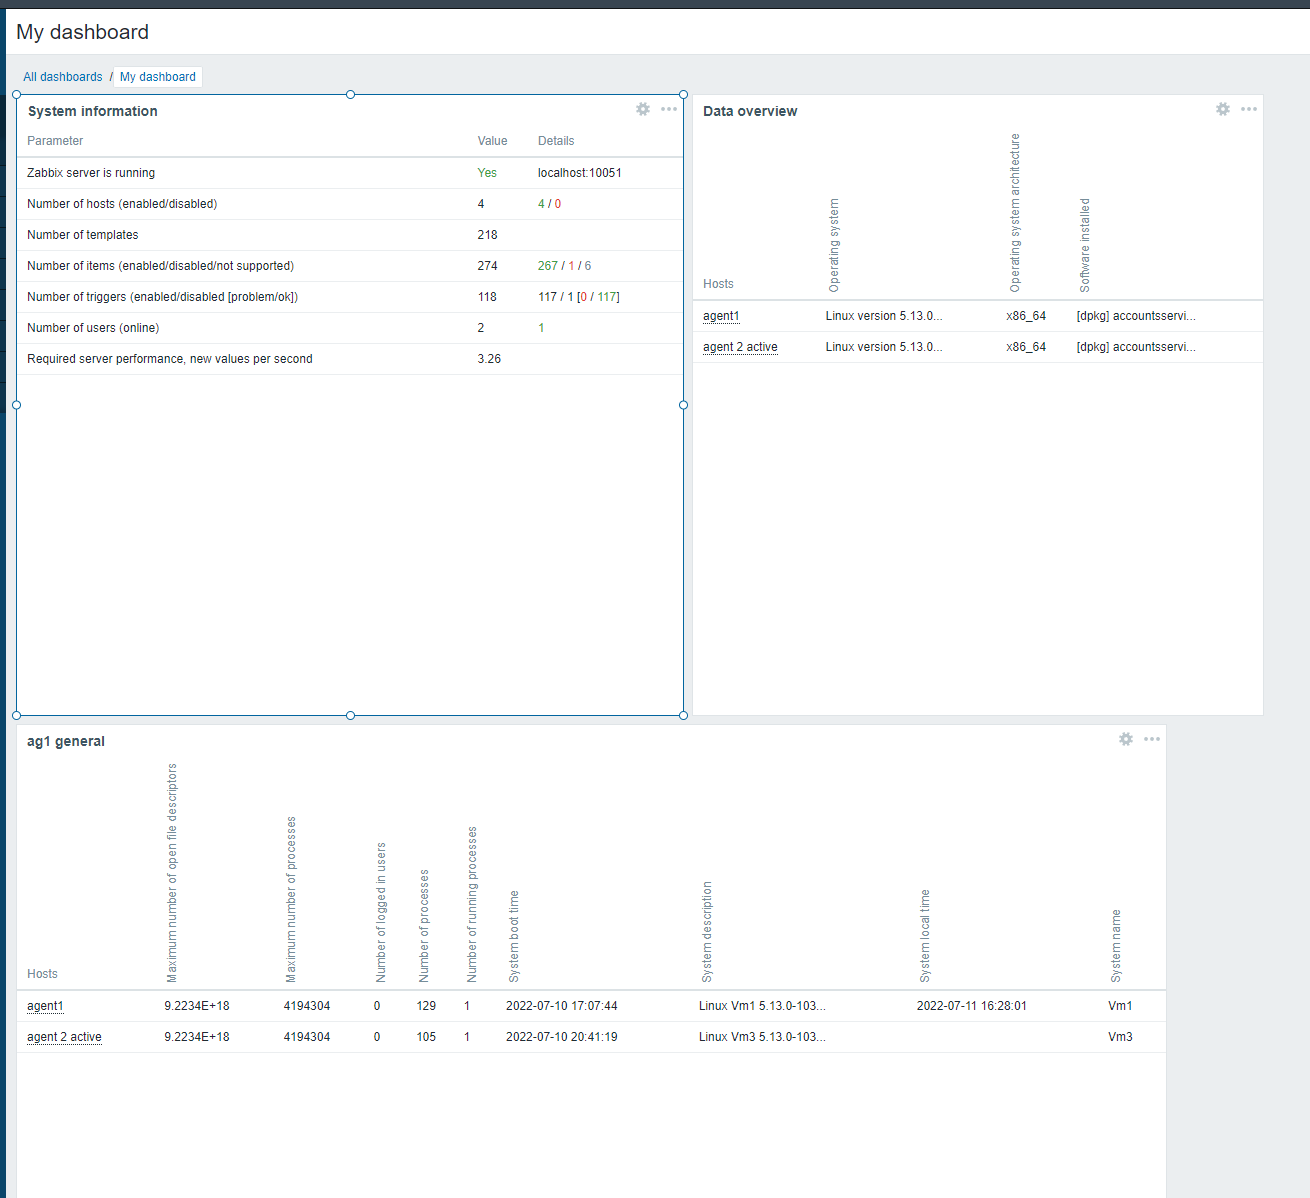 My dashboard
All dashboards / My dashboard
System information
Parameter Value Details
Zabbix server is running Yes localhost:10051
Number of hosts (enabled/disabled) 4 4 / 0
Number of templates 218
Number of items (enabled/disabled/not supported) 274 267 / 1 / 6
Number of triggers (enabled/disabled [problem/ok]) 118 117 / 1 [0 / 117]
Number of users (online) 2 1
Required server performance, new values per second 3.26
Data overview
Hosts Operating system Operating system architecture Software installed
agent1 Linux version 5.13.0... x86_64 [dpkg] accountsservi...
agent 2 active Linux version 5.13.0... x86_64 [dpkg] accountsservi...
ag1 general
Hosts Maximum number of open file descriptors Maximum number of processes Number of logged in users Number of processes Number of running processes System boot time System description System local time System name
agent1 9.2234E+18 4194304 0 129 1 2022-07-10 17:07:44 Linux Vm1 5.13.0-103... 2022-07-11 16:28:01 Vm1
agent 2 active 9.2234E+18 4194304 0 105 1 2022-07-10 20:41:19 Linux Vm3 5.13.0-103... Vm3